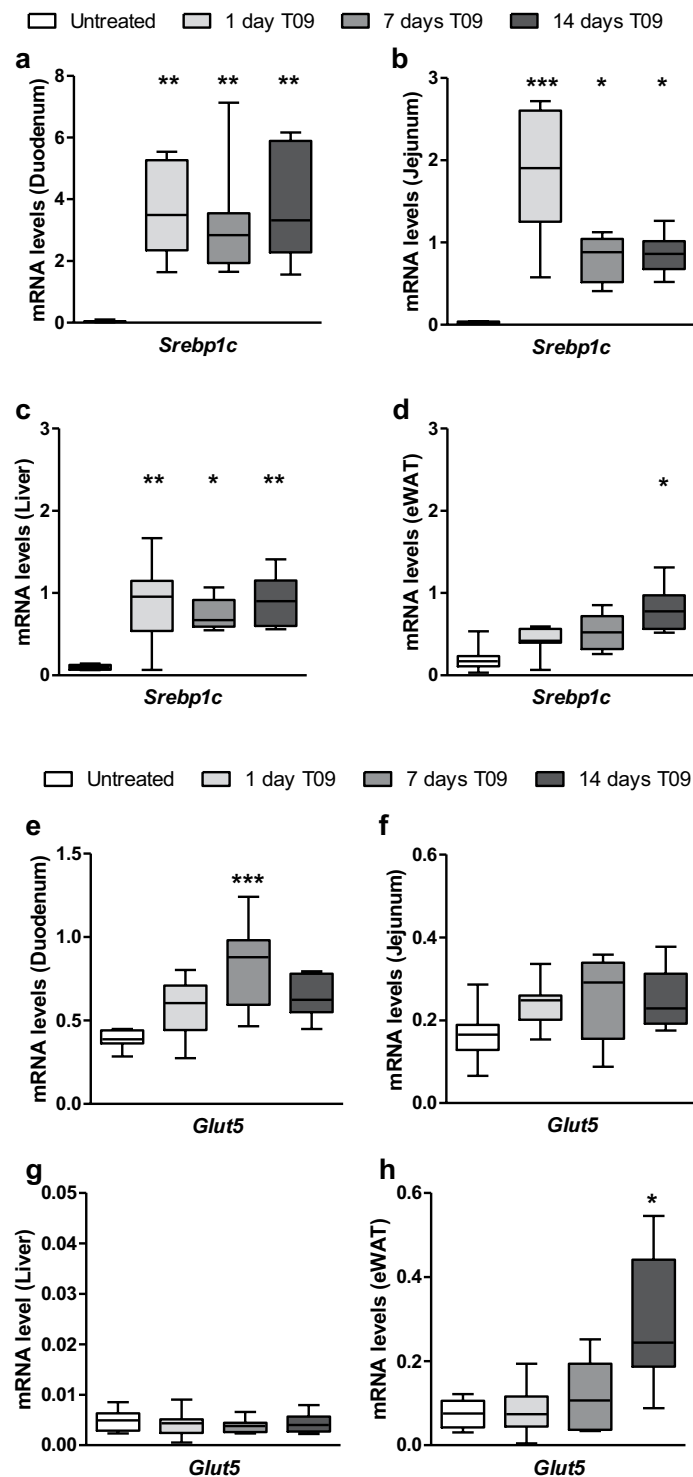 Untreated 1 day T09 7 days T09 14 days T09
a
** ** **
8
6
4
2
0
mRNA levels (Duodenum)
Srebp1c
b
*** * *
3
2
1
0
mRNA levels (Jejunum)
Srebp1c
c
** * **
3
2
1
0
mRNA levels (Liver)
Srebp1c
d
*
3
2
1
0
mRNA levels (eWAT)
Srebp1c
Untreated 1 day T09 7 days T09 14 days T09
e
***
1.5
1.0
0.5
0.0
mRNA levels (Duodenum)
Glut5
f
0.6
0.4
0.2
0.0
mRNA levels (Jejunum)
Glut5
g
0.05
0.04
0.03
0.02
0.01
0.00
mRNA level (Liver)
Glut5
h
*
0.6
0.4
0.2
0.0
mRNA levels (eWAT)
Glut5